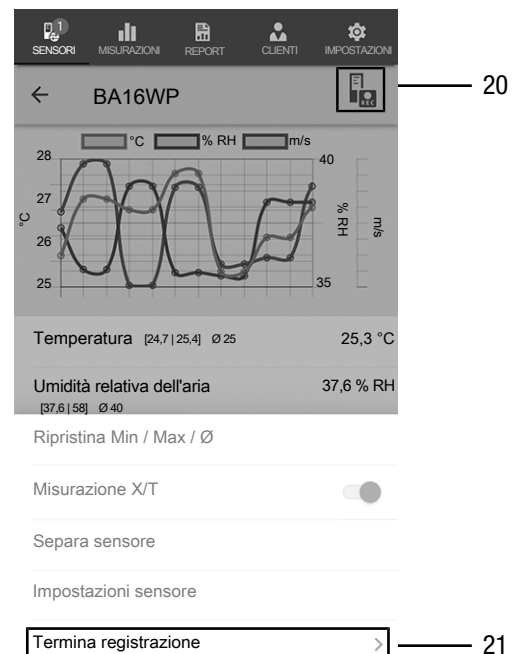 1
SENSORI MISURAZIONI REPORT CLIENTI IMPOSTAZIONI
BA16WP
REC
20
°C % RH m/s
28 40
27
26
25 35
°C
% RH
m/s
Temperatura [24,7 | 25,4] Ø 25 25,3 °C
Umidità relativa dell'aria 37,6 % RH
[37,6 | 58] Ø 40
Ripristina Min / Max / Ø
Misurazione X/T
Separa sensore
Impostazioni sensore
Termina registrazione
21